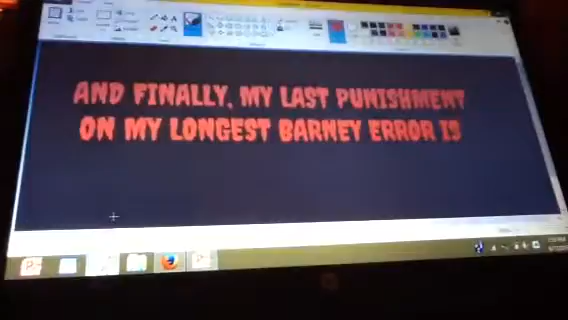 AND FINALLY, MY LAST PUNISHMENT
ON MY LONGEST BARNEY ERROR IS